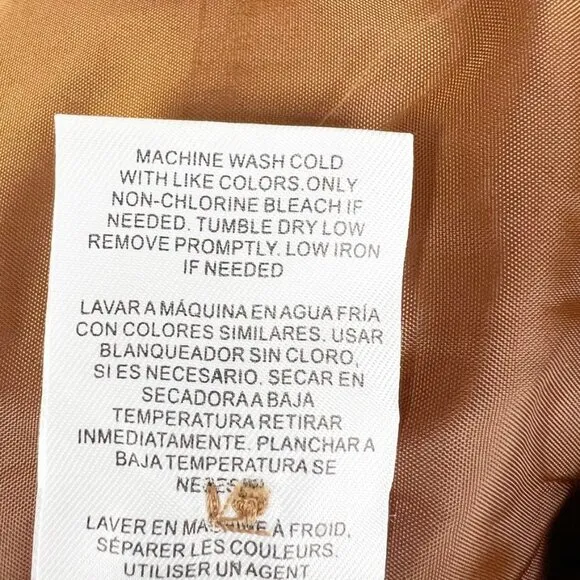 MACHINE WASH COLD
WITH LIKE COLORS.ONLY
NON-CHLORINE BLEACH IF
NEEDED. TUMBLE DRY LOW
REMOVE PROMPTLY. LOW IRON
IF NEEDED
LAVAR A MÁQUINA EN AGUA FRÍA
CON COLORES SIMILARES. USAR
BLANQUEADOR SIN CLORO,
SI ES NECESARIO. SECAR EN
SECADORA A BAJA
TEMPERATURA RETIRAR
INMEDIATAMENTE. PLANCHAR A
BAJA TEMPERATURA SE
LAVER EN À FROID,
SÉPARER LES COULEURS.
UTILISER UN AGENT